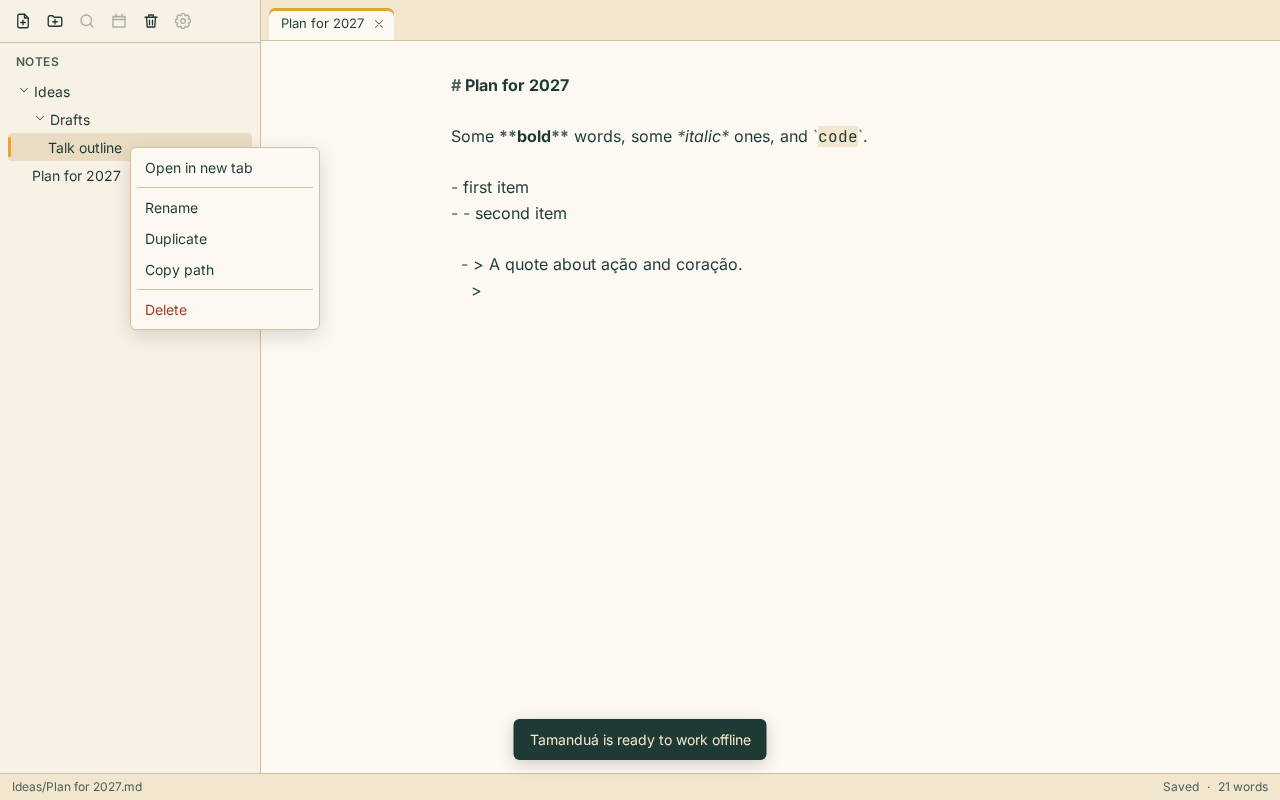 NOTES
Ideas
Drafts
Talk outline
Plan for 2027
Open in new tab
Rename
Duplicate
Copy path
Delete
Plan for 2027
# Plan for 2027
Some **bold** words, some *italic* ones, and `code`.
- first item
- - second item
- > A quote about ação and coração.
>
Tamanduá is ready to work offline
Ideas/Plan for 2027.md
Saved · 21 words